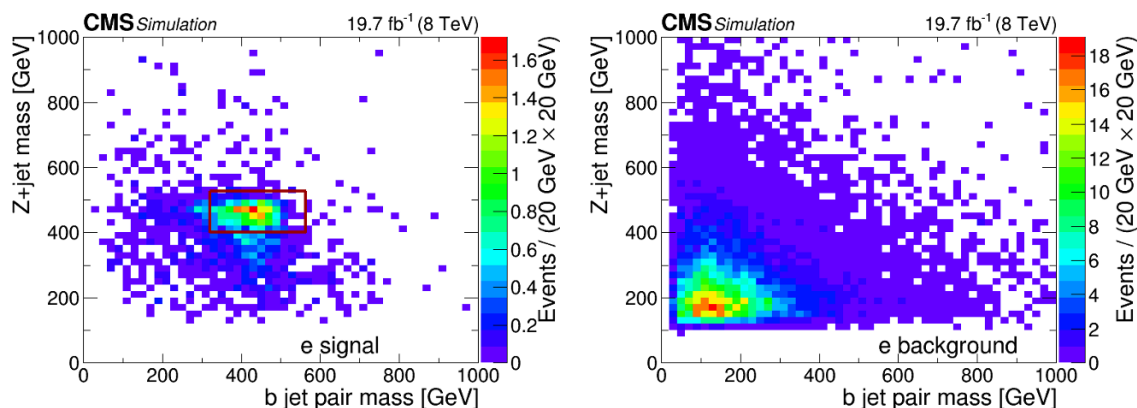 CMS Simulation 19.7 fb⁻¹ (8 TeV)
Z+jet mass [GeV]
1000
800
600
400
200
0
e signal
0 200 400 600 800 1000
b jet pair mass [GeV]
1.6
1.4
1.2
1
0.8
0.6
0.4
0.2
0
Events / (20 GeV × 20 GeV)
CMS Simulation 19.7 fb⁻¹ (8 TeV)
Z+jet mass [GeV]
1000
800
600
400
200
0
e background
0 200 400 600 800 1000
b jet pair mass [GeV]
18
16
14
12
10
8
6
4
2
0
Events / (20 GeV × 20 GeV)